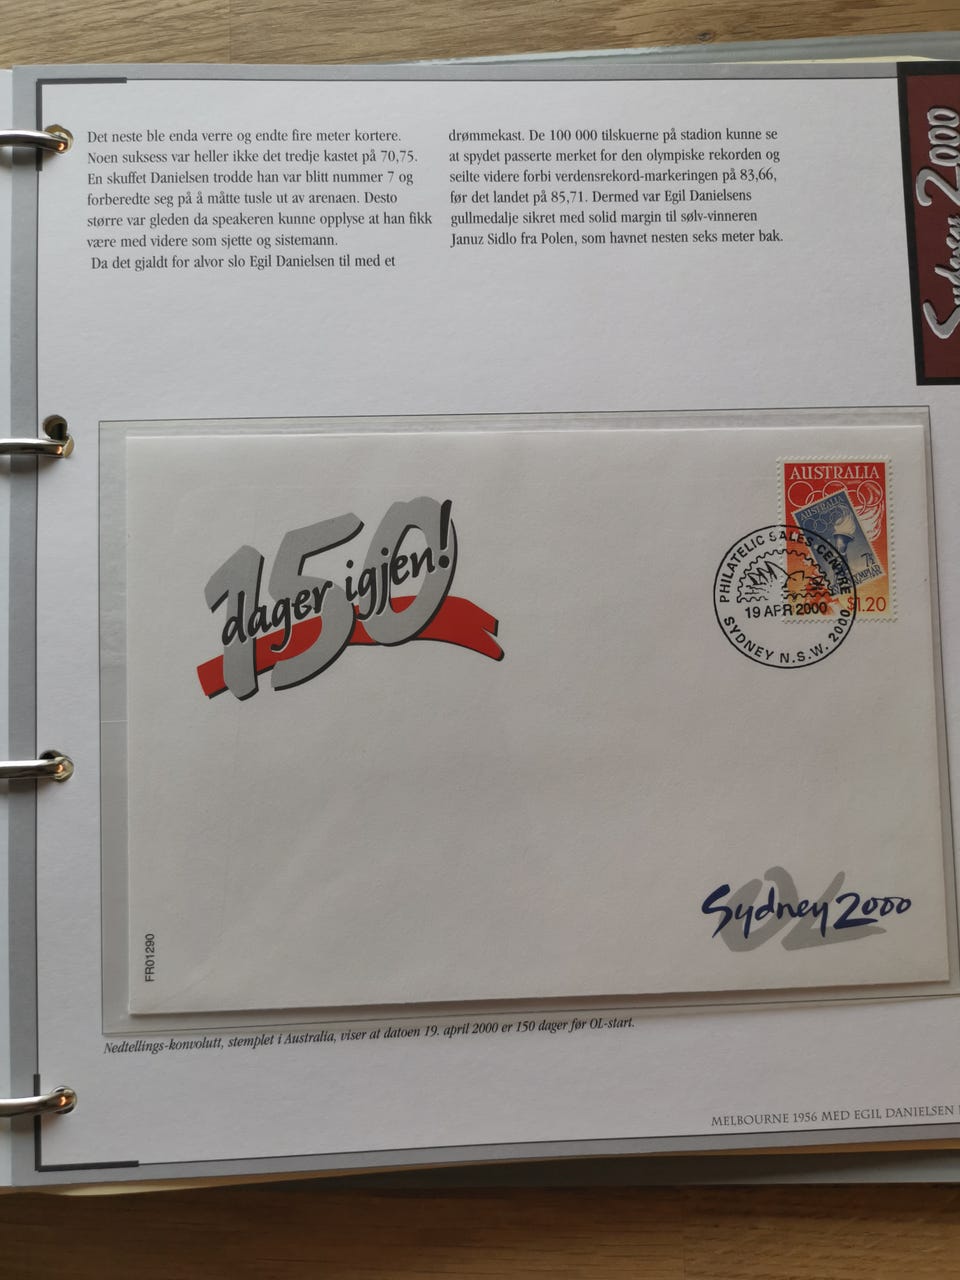 Det neste ble enda verre og endte fire meter kortere.
Noen suksess var heller ikke det tredje kastet på 70,75.
En skuffet Danielsen trodde han var blitt nummer 7 og
forberedte seg på å måtte tusle ut av arenaen. Desto
større var gleden da speakeren kunne opplyse at han fikk
være med videre som sjette og sistemann.
Da det gjaldt for alvor slo Egil Danielsen til med et
drømmekast. De 100 000 tilskuerne på stadion kunne se
at spydet passerte merket for den olympiske rekorden og
seilte videre forbi verdensrekord-markeringen på 83,66,
før det landet på 85,71. Dermed var Egil Danielsens
gullmedalje sikret med solid margin til sølv-vinneren
Januz Sidlo fra Polen, som havnet nesten seks meter bak.
Sydney 2000
150
dager igjen!
AUSTRALIA
AUSTRALIA
7½
$1.20
PHILATELIC SALES CENTRE
19 APR 2000
SYDNEY N.S.W. 2000
Sydney 2000
FR01290
Nedtellings-konvolutt, stemplet i Australia, viser at datoen 19. april 2000 er 150 dager før OL-start.
MELBOURNE 1956 MED EGIL DANIELSEN